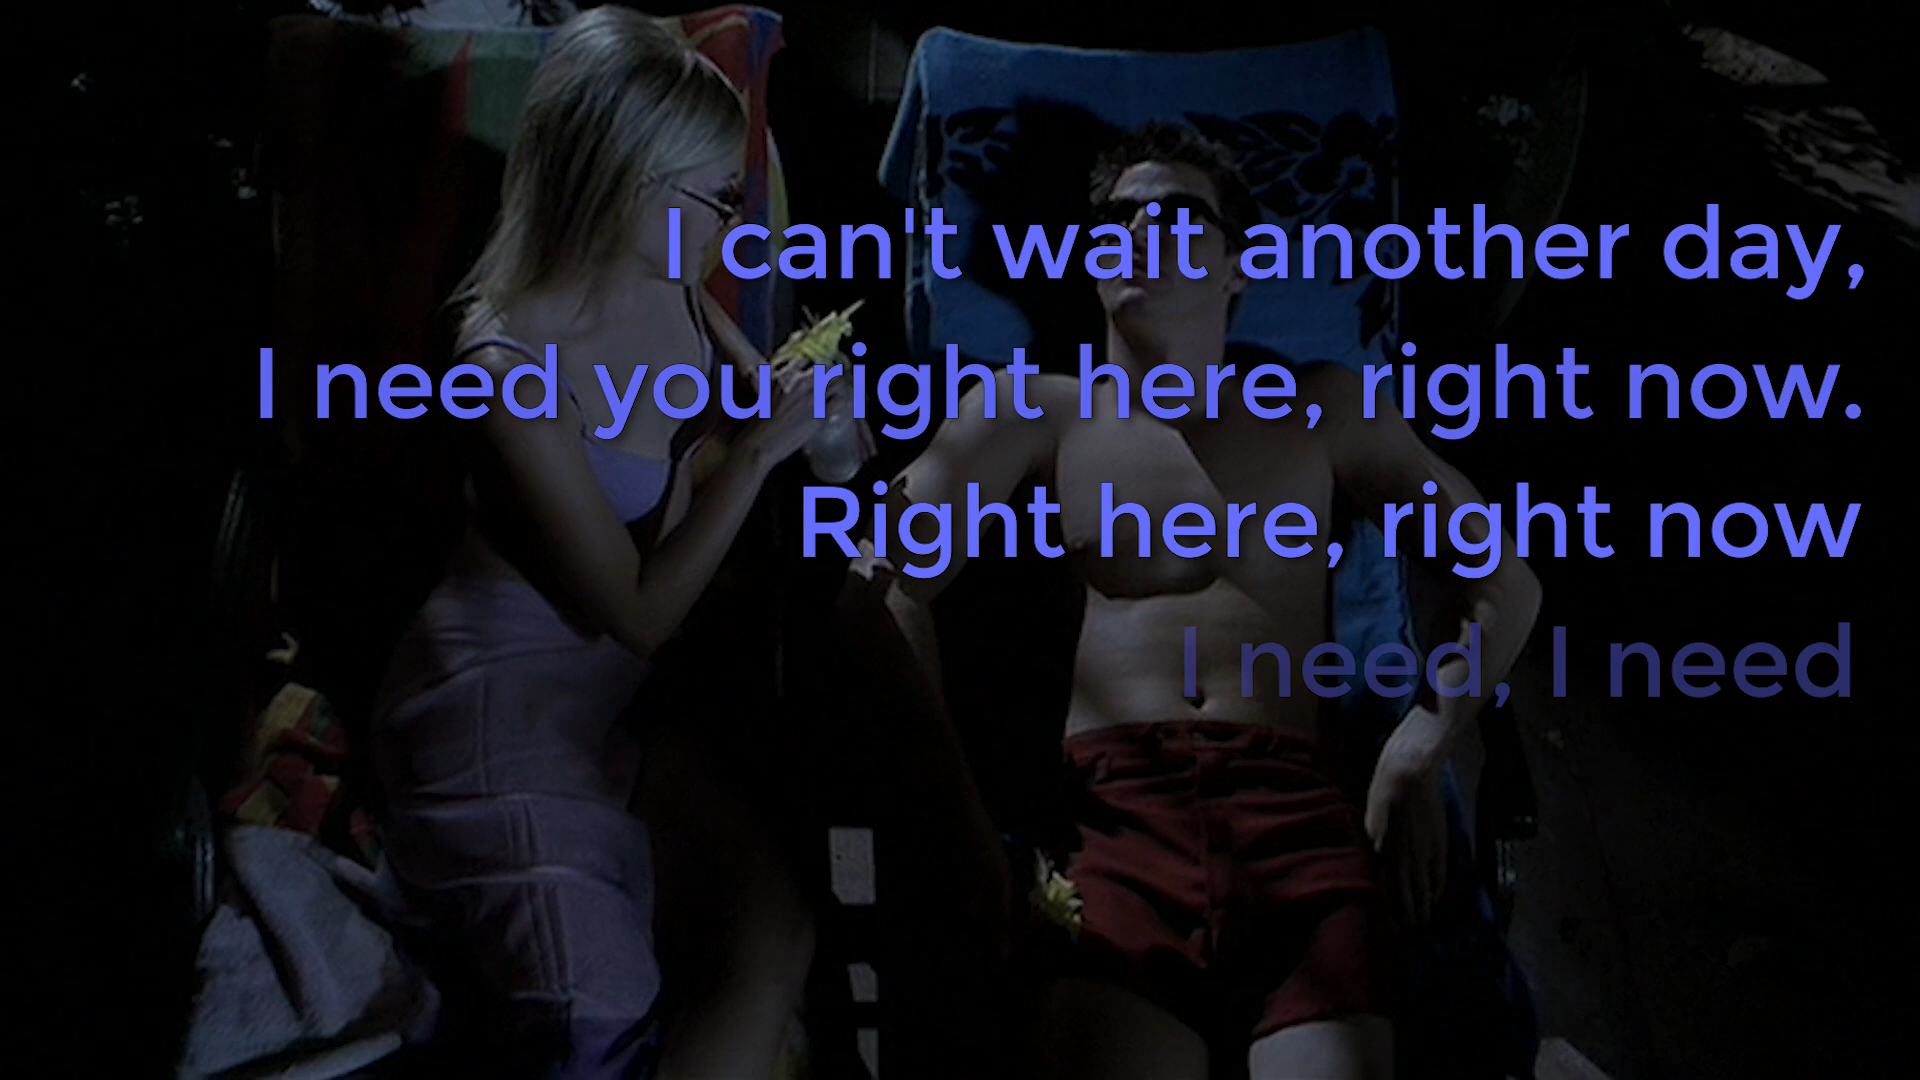 I can't wait another day,
I need you right here, right now.
Right here, right now
I need, I need